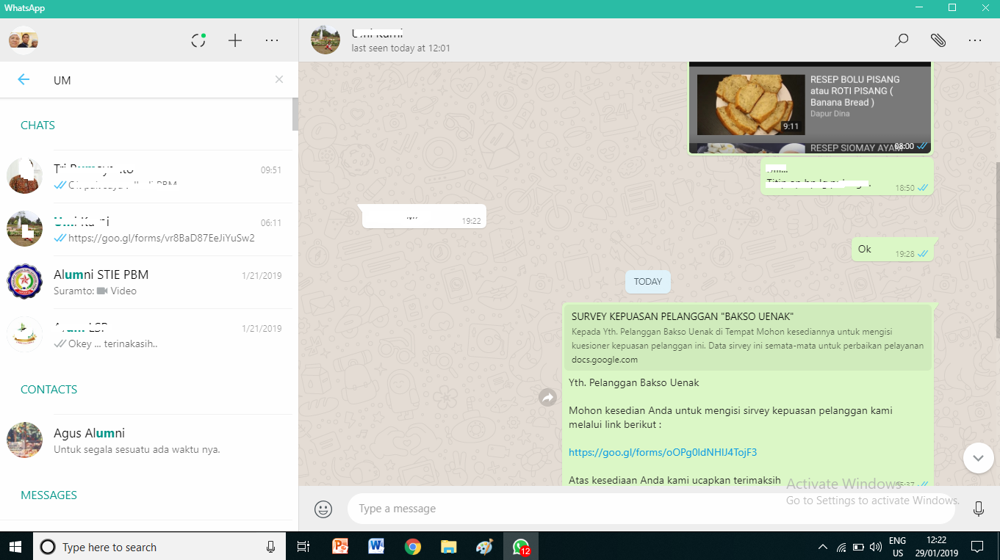 WhatsApp
last seen today at 12:01
UM
CHATS
09:51
06:11
https://goo.gl/forms/vr8BaD87EeJiYuSw2
Alumni STIE PBM
1/21/2019
Suramto: Video
1/21/2019
Okey ... terinakasih..
CONTACTS
Agus Alumni
Untuk segala sesuatu ada waktu nya.
MESSAGES
RESEP BOLU PISANG
atau ROTI PISANG (
Banana Bread )
Dapur Dina
9:11
RESEP SIOMAY AYAM
08:00
18:50
19:22
Ok
19:28
TODAY
SURVEY KEPUASAN PELANGGAN "BAKSO UENAK"
Kepada Yth. Pelanggan Bakso Uenak di Tempat Mohon kesediannya untuk mengisi
kuesioner kepuasan pelanggan ini. Data sirvey ini semata-mata untuk perbaikan pelayanan
docs.google.com
Yth. Pelanggan Bakso Uenak
Mohon kesedian Anda untuk mengisi sirvey kepuasan pelanggan kami
melalui link berikut :
https://goo.gl/forms/oOPg0ldNHIJ4TojF3
Atas kesediaan Anda kami ucapkan terimaksih
05:37
Activate Windows
Go to Settings to activate Windows.
Type a message
Type here to search
12
ENG
US
12:22
29/01/2019